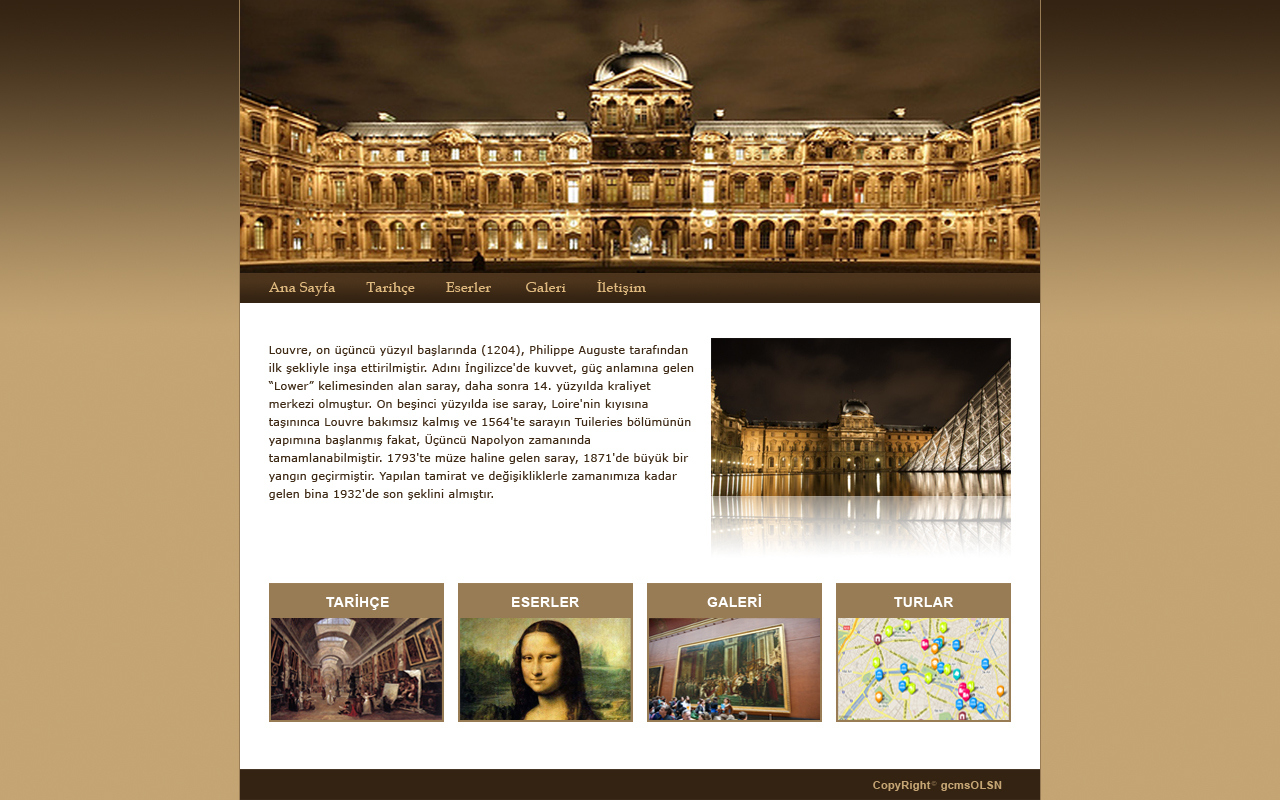 Ana Sayfa Tarihçe Eserler Galeri İletişim
Louvre, on üçüncü yüzyıl başlarında (1204), Philippe Auguste tarafından
ilk şekliyle inşa ettirilmiştir. Adını İngilizce'de kuvvet, güç anlamına gelen
“Lower” kelimesinden alan saray, daha sonra 14. yüzyılda kraliyet
merkezi olmuştur. On beşinci yüzyılda ise saray, Loire'nin kıyısına
taşınınca Louvre bakımsız kalmış ve 1564'te sarayın Tuileries bölümünün
yapımına başlanmış fakat, Üçüncü Napolyon zamanında
tamamlanabilmiştir. 1793'te müze haline gelen saray, 1871'de büyük bir
yangın geçirmiştir. Yapılan tamirat ve değişikliklerle zamanımıza kadar
gelen bina 1932'de son şeklini almıştır.
TARİHÇE ESERLER GALERİ TURLAR
CopyRight© gcmsOLSN